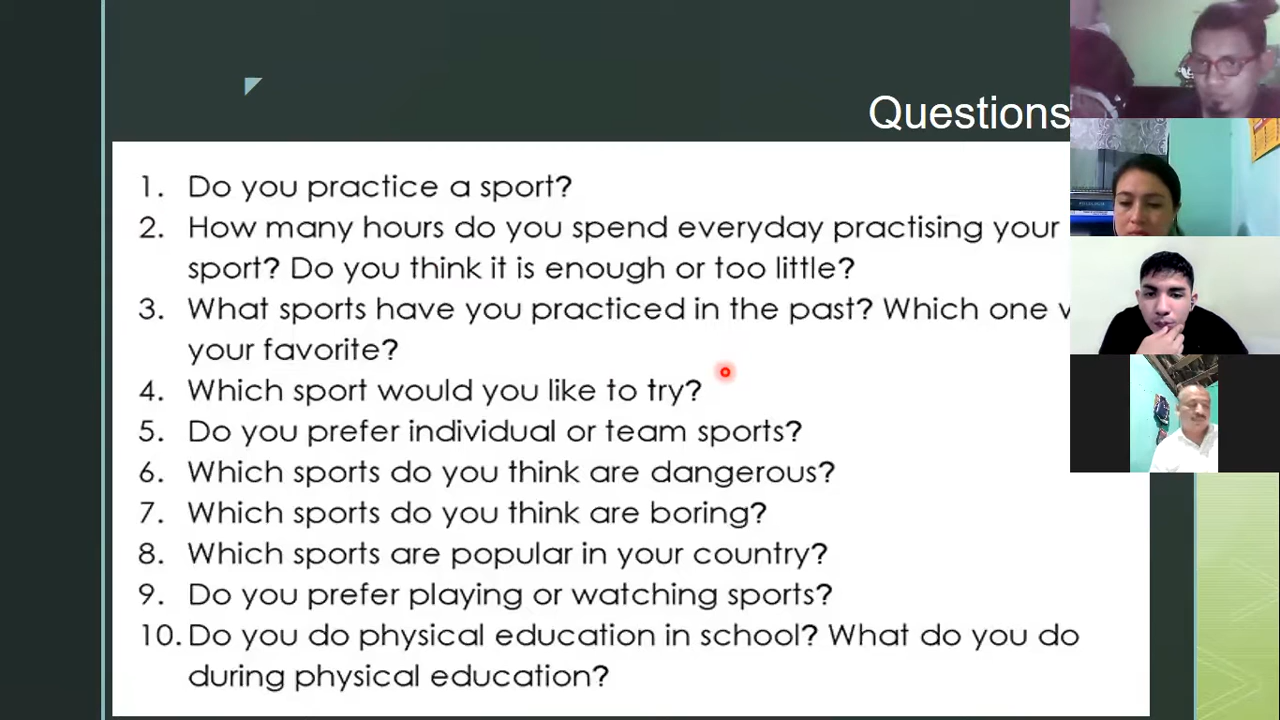 Questions
1. Do you practice a sport?
2. How many hours do you spend everyday practising your
sport? Do you think it is enough or too little?
3. What sports have you practiced in the past? Which one
your favorite?
4. Which sport would you like to try?
5. Do you prefer individual or team sports?
6. Which sports do you think are dangerous?
7. Which sports do you think are boring?
8. Which sports are popular in your country?
9. Do you prefer playing or watching sports?
10. Do you do physical education in school? What do you do
during physical education?